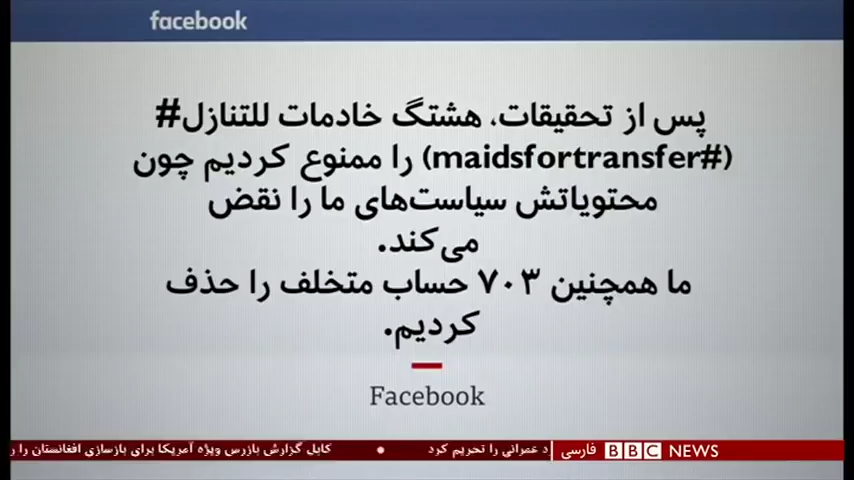 facebook
پس از تحقیقات، هشتگ خادمات للتنازل#
(#maidsfortransfer) را ممنوع کردیم چون
محتویاتش سیاست‌های ما را نقض
می‌کند.
ما همچنین ۷۰۳ حساب متخلف را حذف
کردیم.
Facebook
د عمرانی را تحریم کرد • کابل گزارش بازرس ویژه آمریکا برای بازسازی افغانستان را ر
BBC NEWS فارسی